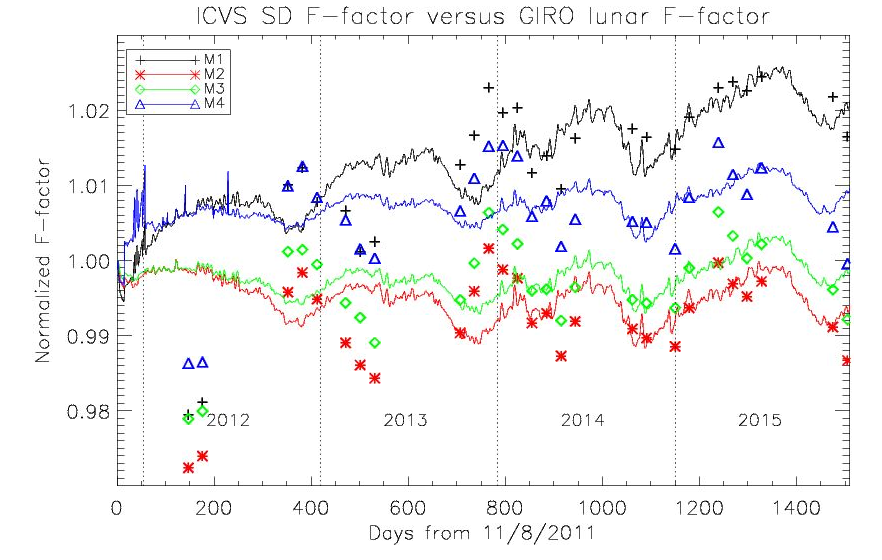 ICVS SD F-factor versus GIRO lunar F-factor
M1
M2
M3
M4
Normalized F-factor
1.02
1.01
1.00
0.99
0.98
2012 2013 2014 2015
0 200 400 600 800 1000 1200 1400
Days from 11/8/2011